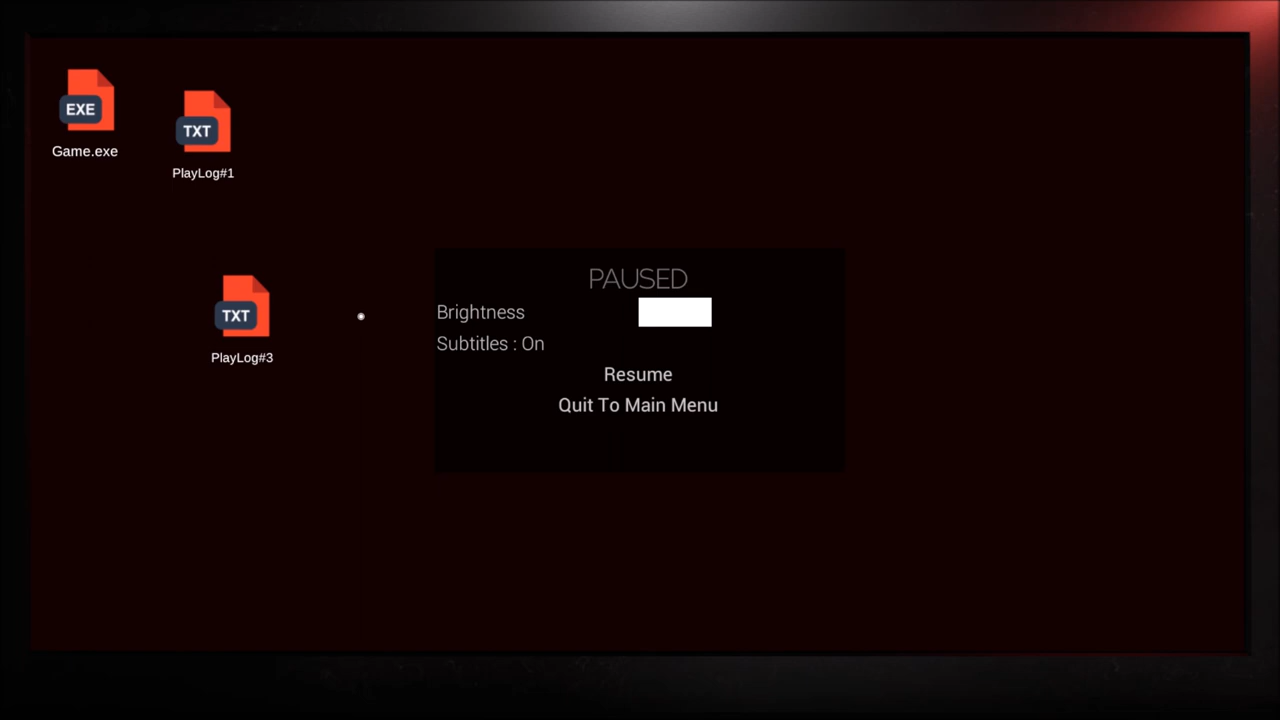 EXE
Game.exe
TXT
PlayLog#1
TXT
PlayLog#3
PAUSED
Brightness
Subtitles : On
Resume
Quit To Main Menu